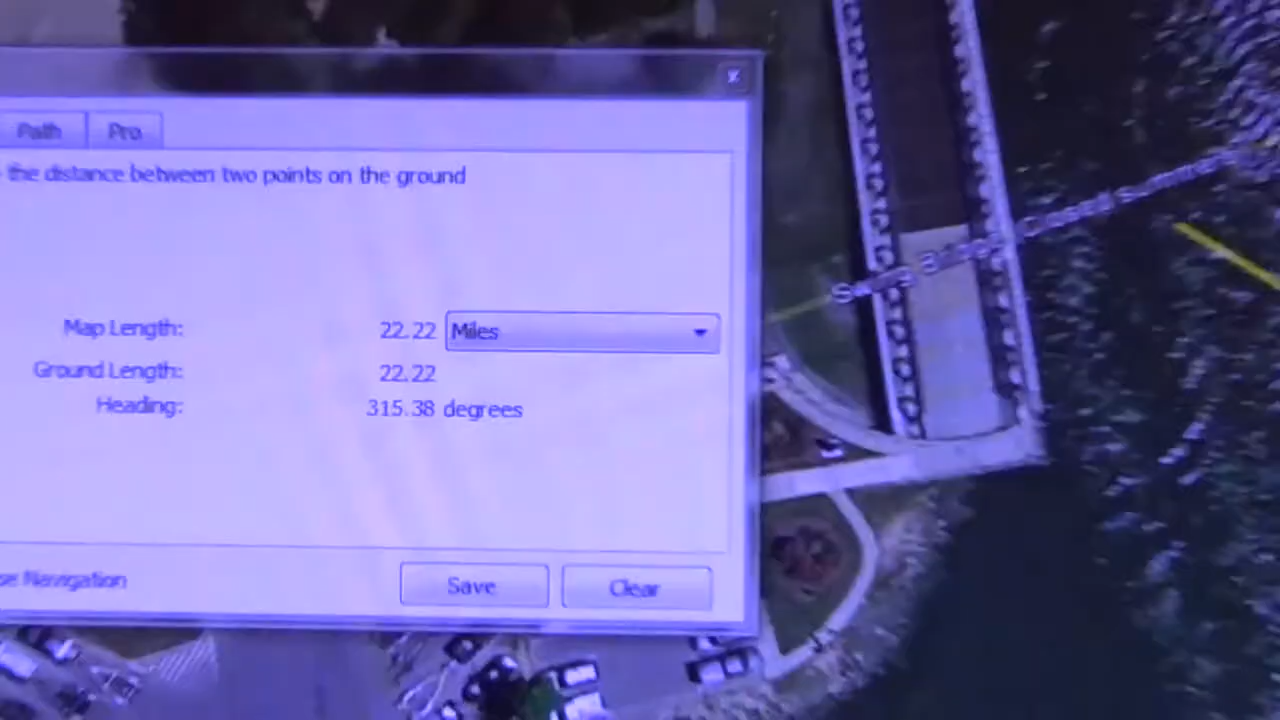 Path Pro
the distance between two points on the ground
Map Length: 22.22 Miles
Ground Length: 22.22
Heading: 315.38 degrees
Navigation
Save Clear